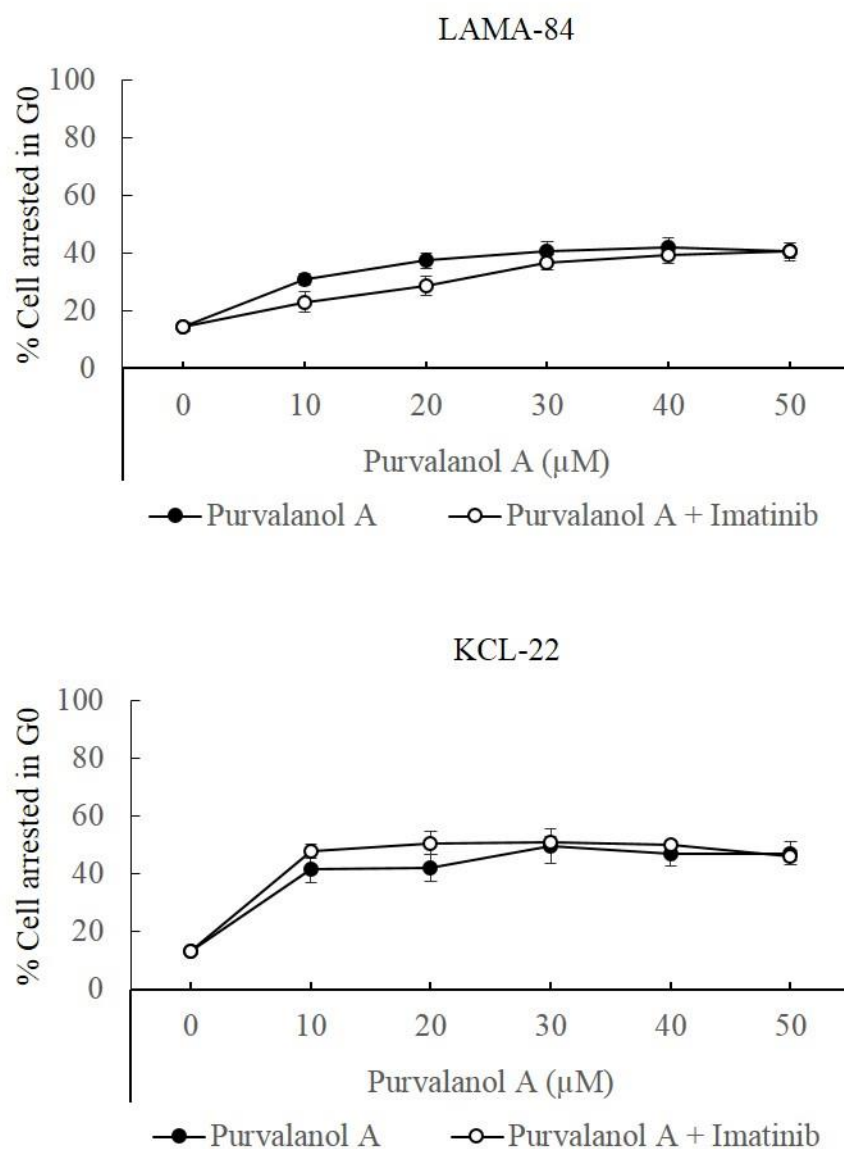 LAMA-84
% Cell arrested in G0
100
80
60
40
20
0
0 10 20 30 40 50
Purvalanol A (µM)
Purvalanol A Purvalanol A + Imatinib
KCL-22
% Cell arrested in G0
100
80
60
40
20
0
0 10 20 30 40 50
Purvalanol A (µM)
Purvalanol A Purvalanol A + Imatinib